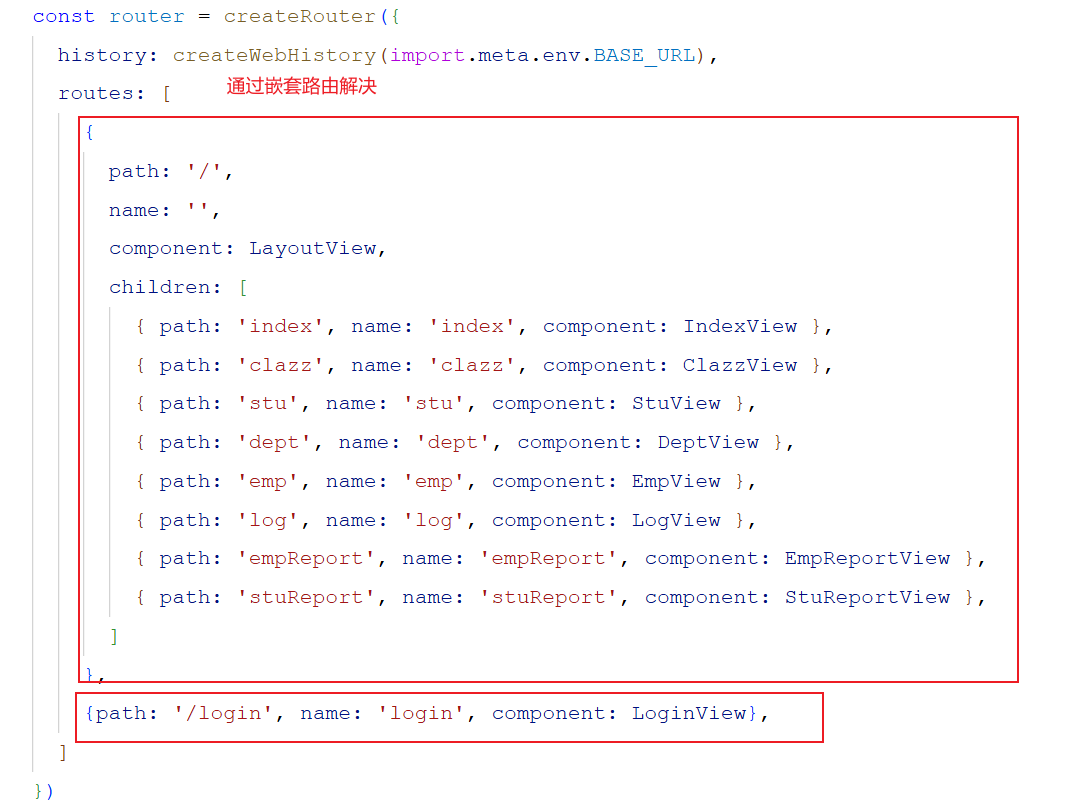 const router = createRouter({
  history: createWebHistory(import.meta.env.BASE_URL),
  routes: [
通过嵌套路由解决
    {
      path: '/',
      name: '',
      component: LayoutView,
      children: [
        { path: 'index', name: 'index', component: IndexView },
        { path: 'clazz', name: 'clazz', component: ClazzView },
        { path: 'stu', name: 'stu', component: StuView },
        { path: 'dept', name: 'dept', component: DeptView },
        { path: 'emp', name: 'emp', component: EmpView },
        { path: 'log', name: 'log', component: LogView },
        { path: 'empReport', name: 'empReport', component: EmpReportView },
        { path: 'stuReport', name: 'stuReport', component: StuReportView },
      ]
    },
    {path: '/login', name: 'login', component: LoginView},
  ]
})